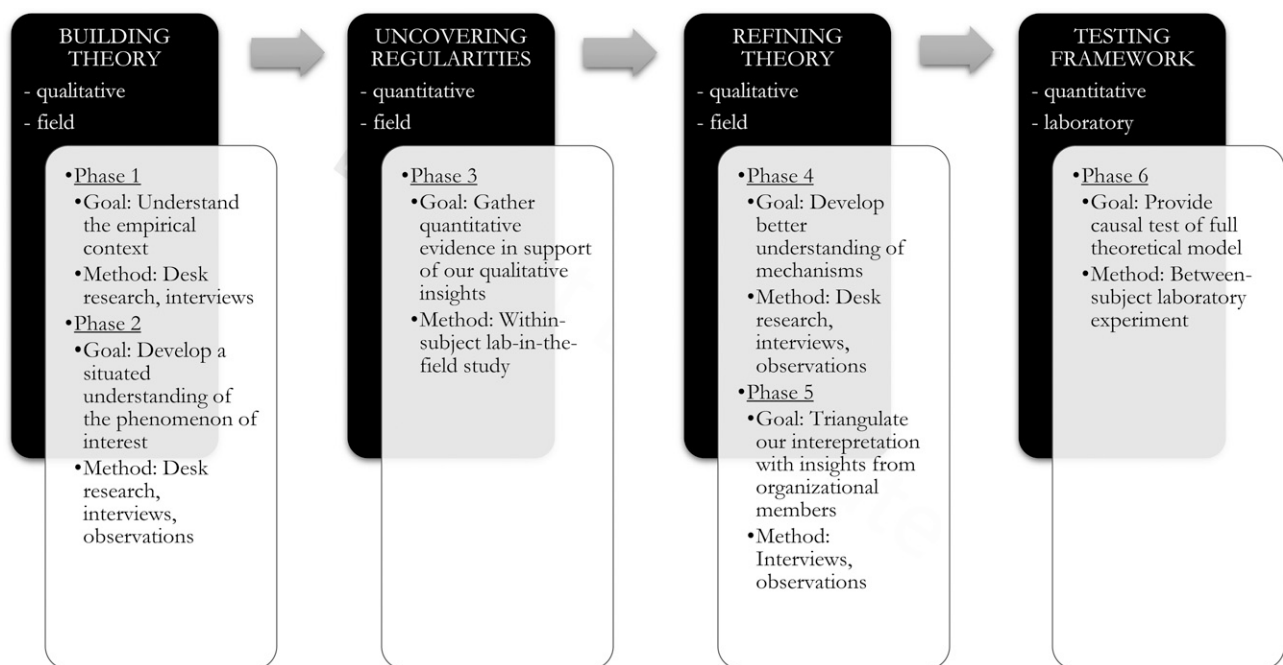 BUILDING
THEORY
- qualitative
- field
•Phase 1
•Goal: Understand
the empirical
context
•Method: Desk
research, interviews
•Phase 2
•Goal: Develop a
situated
understanding of
the phenomenon of
interest
•Method: Desk
research,
interviews,
observations
UNCOVERING
REGULARITIES
- quantitative
- field
•Phase 3
•Goal: Gather
quantitative
evidence in support
of our qualitative
insights
•Method: Within-
subject lab-in-the-
field study
REFINING
THEORY
- qualitative
- field
•Phase 4
•Goal: Develop
better
understanding of
mechanisms
•Method: Desk
research,
interviews,
observations
•Phase 5
•Goal: Triangulate
our interepretation
with insights from
organizational
members
•Method:
Interviews,
observations
TESTING
FRAMEWORK
- quantitative
- laboratory
•Phase 6
•Goal: Provide
causal test of full
theoretical model
•Method: Between-
subject laboratory
experiment